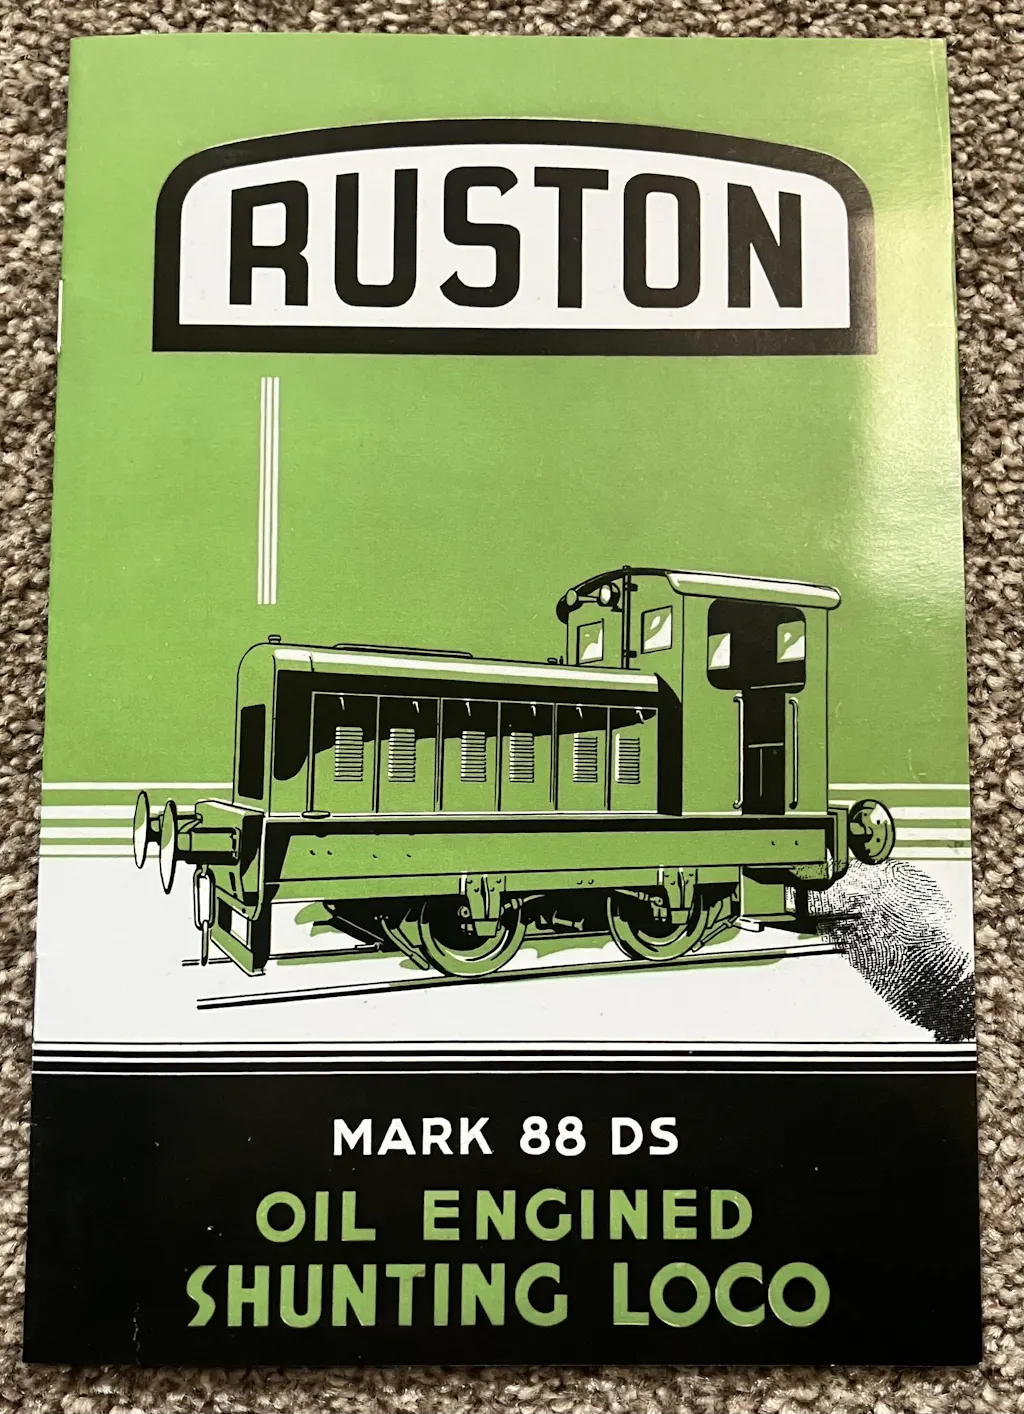 RUSTON
MARK 88 DS
OIL ENGINED
SHUNTING LOCO